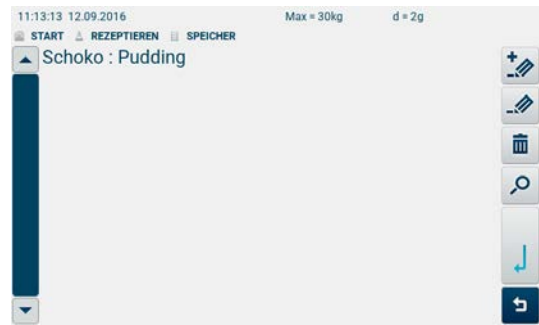 11:13:13 12.09.2016 Max = 30kg d = 2g
START REZEPTIEREN SPEICHER
Schoko : Pudding